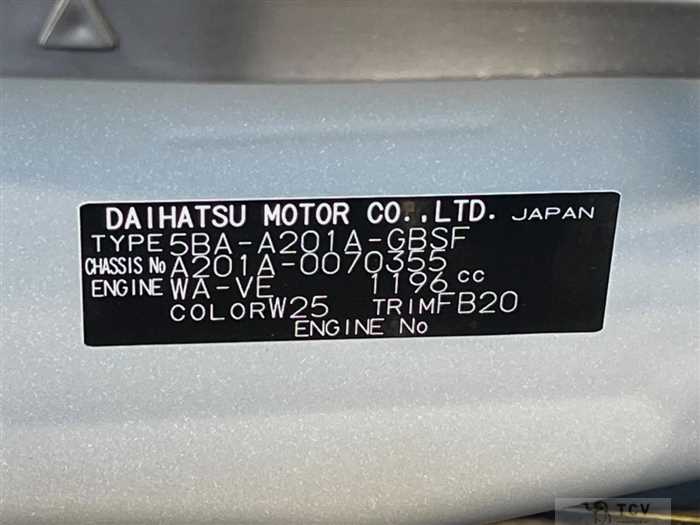 DAIHATSU MOTOR CO.,LTD. JAPAN
TYPE 5BA-A201A-GBSF
CHASSIS No A201A-0070355
ENGINE WA-VE 1196 cc
COLOR W25 TRIM FB20
ENGINE No
TCV